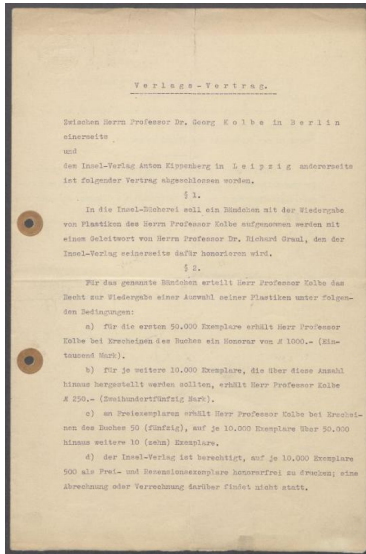 Verlags-Vertrag.
Zwischen Herrn Professor Dr. Georg Kolbe in Berlin
einerseits
und
dem Insel-Verlag Anton Kippenberg in Leipzig andererseits
ist folgender Vertrag abgeschlossen worden.
§ 1.
In die Insel-Bücherei soll ein Bändchen mit der Wiedergabe
von Plastiken des Herrn Professor Kolbe aufgenommen werden mit
einem Geleitwort von Herrn Professor Dr. Richard Graul, den der
Insel-Verlag seinerseits dafür honorieren wird.
§ 2.
Für das genannte Bändchen erteilt Herr Professor Kolbe das
Recht zur Wiedergabe einer Auswahl seiner Plastiken unter folgen-
den Bedingungen:
a) für die ersten 50.000 Exemplare erhält Herr Professor
Kolbe bei Erscheinen des Buches ein Honorar von M 1000.- (Ein-
tausend Mark).
b) für je weitere 10.000 Exemplare, die über diese Anzahl
hinaus hergestellt werden sollten, erhält Herr Professor Kolbe
M 250.- (Zweihundertfünfzig Mark).
c) an Freiexemplaren erhält Herr Professor Kolbe bei Erschei-
nen des Buches 50 (fünfzig), auf je 10.000 Exemplare über 50.000
hinaus weitere 10 (zehn) Exemplare.
d) der Insel-Verlag ist berechtigt, auf je 10.000 Exemplare
500 als Frei- und Rezensionsexemplare honorarfrei zu drucken; eine
Abrechnung oder Verrechnung darüber findet nicht statt.